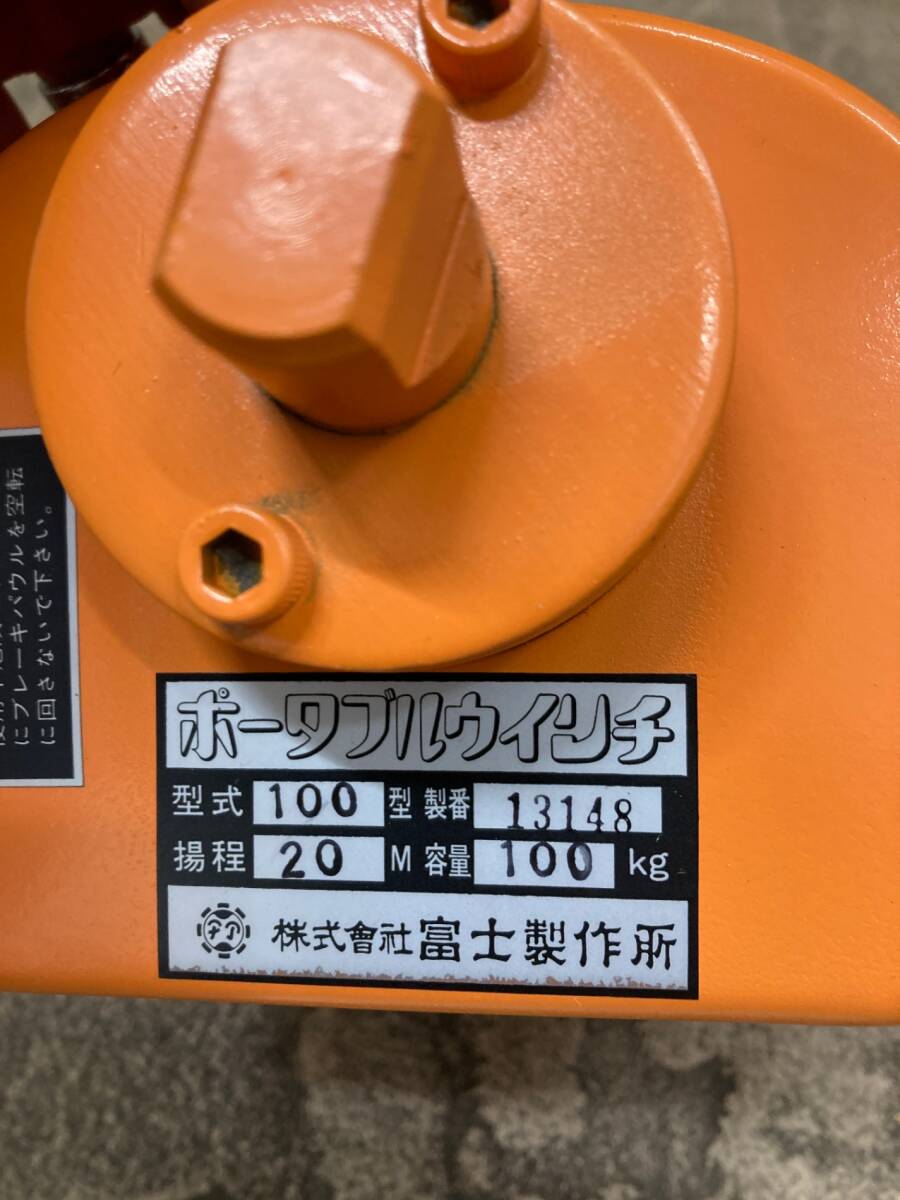 にブレーキパウルを空転
に回さないで下さい。
ポータブルウインチ
型式 100 型 製番 13148
揚程 20 M 容量 100 kg
株式會社 富士製作所